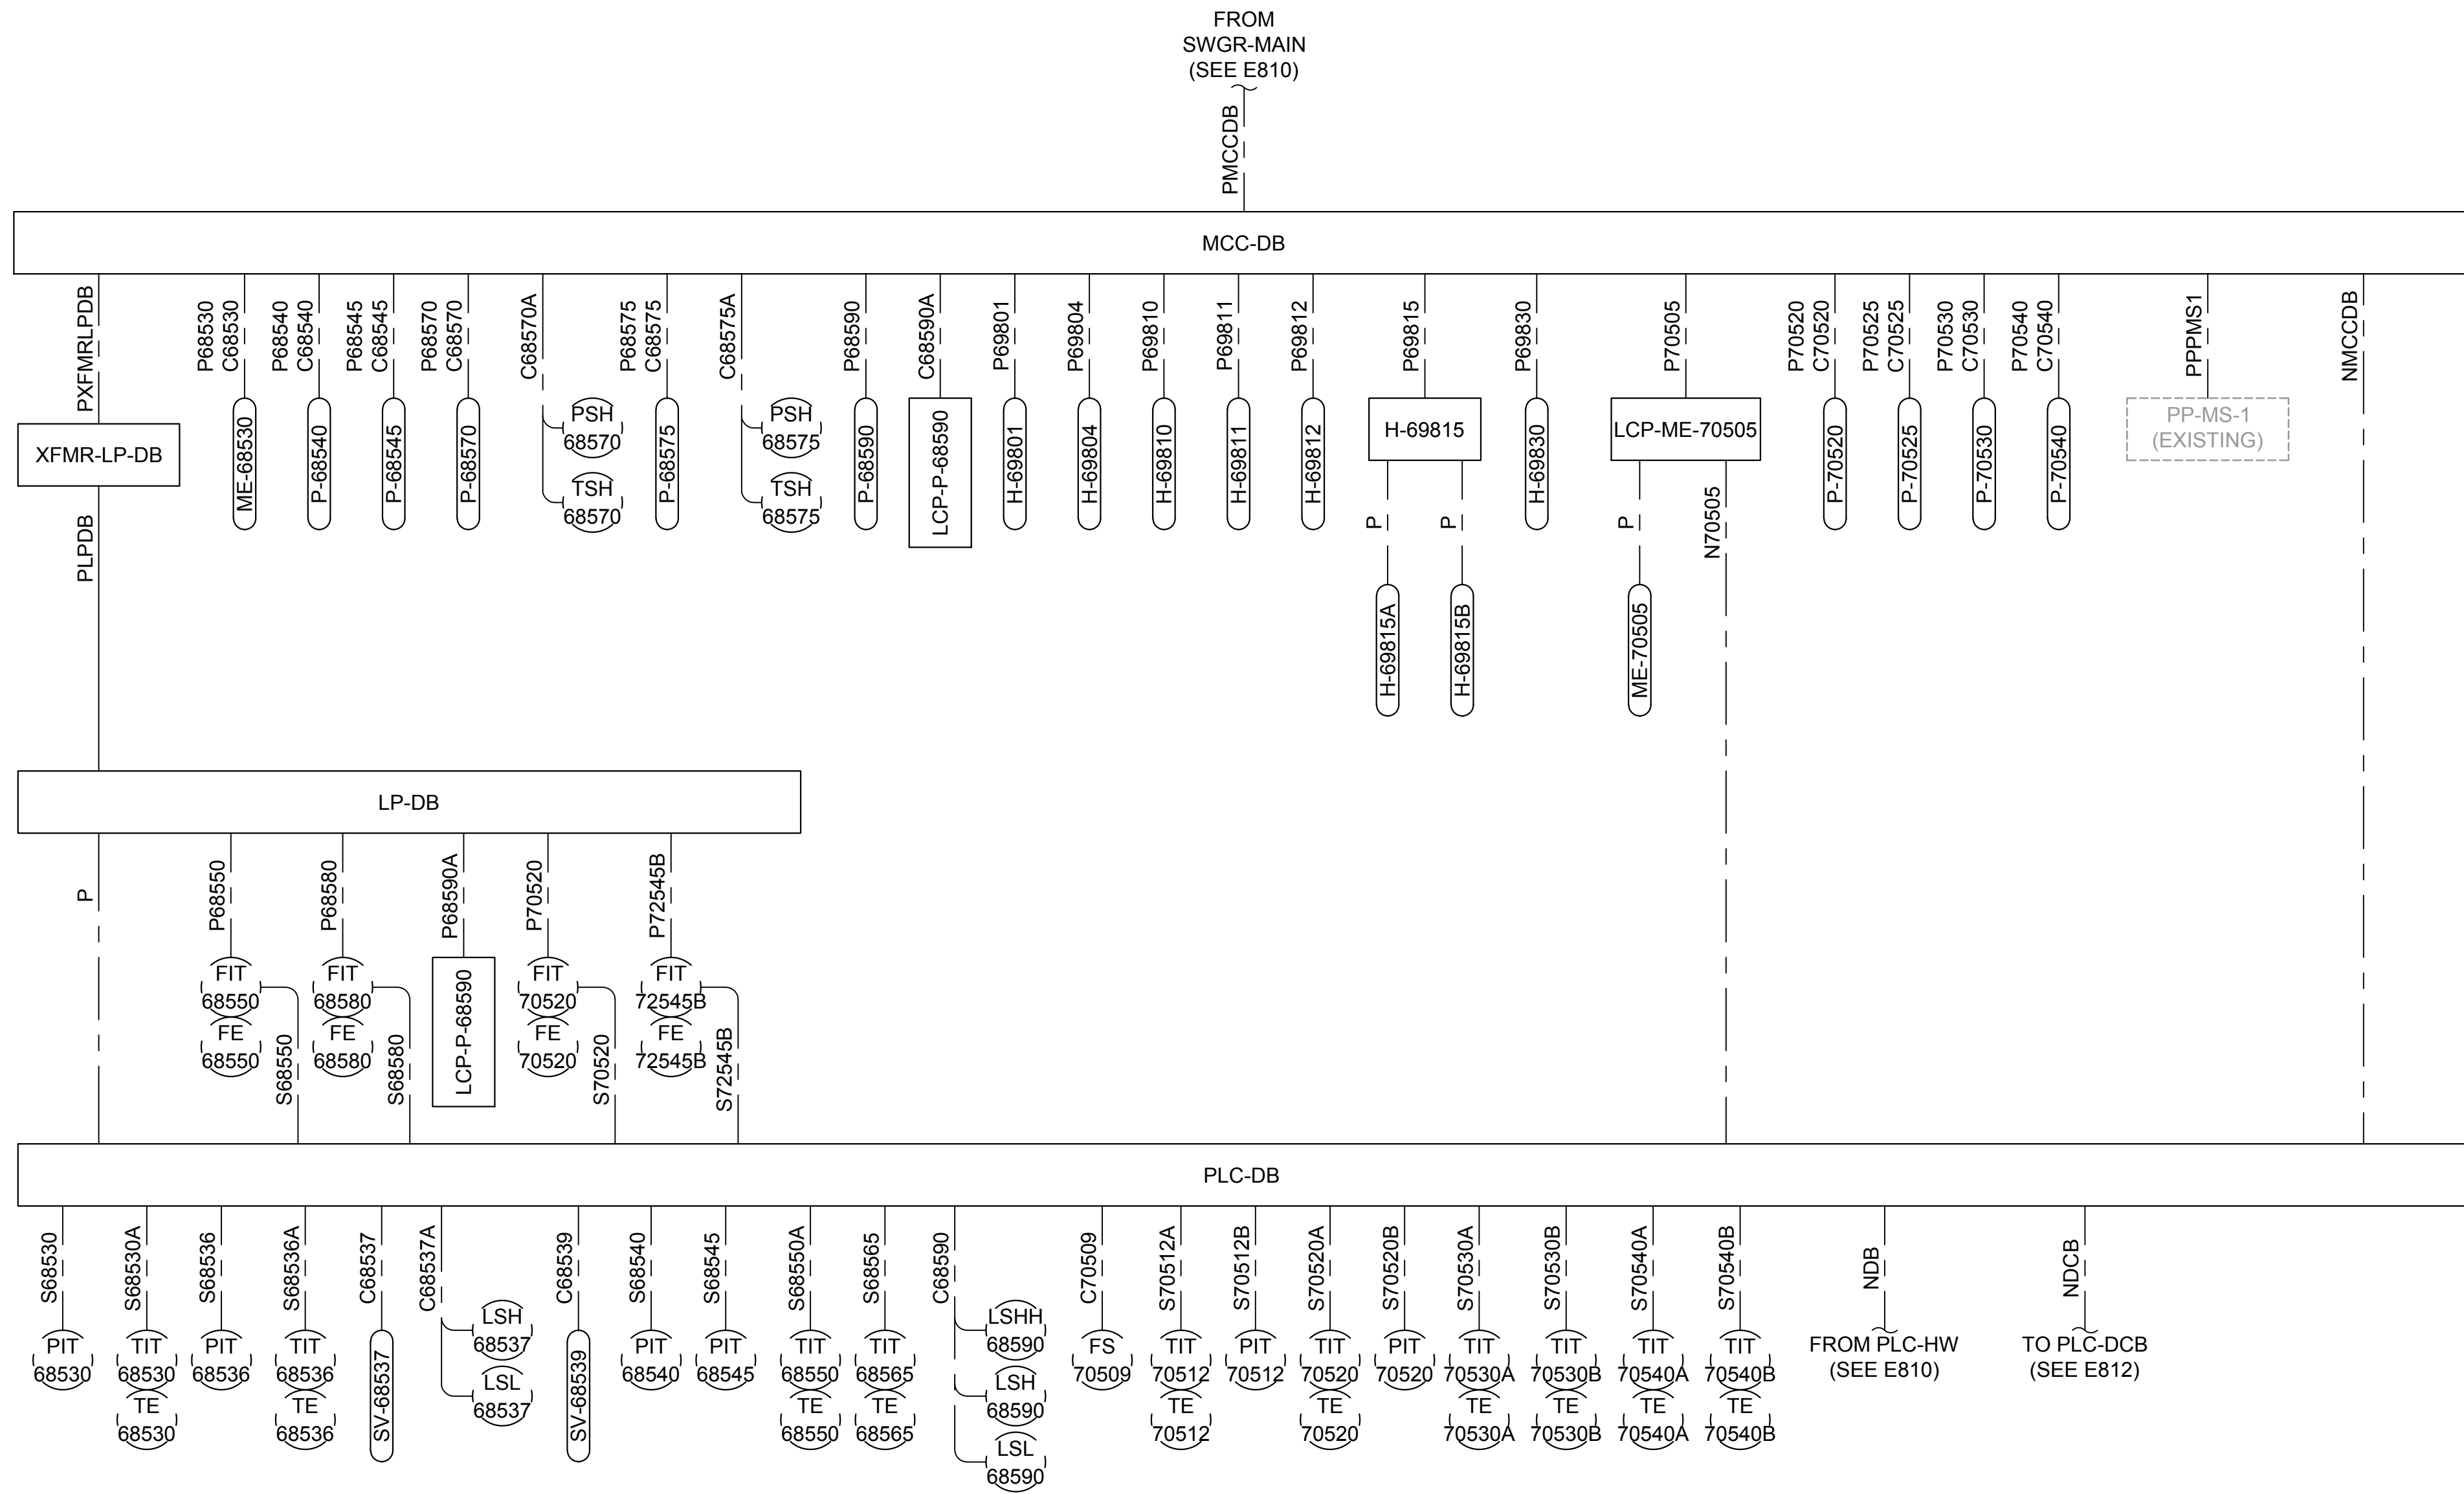 FROM
SWGR-MAIN
(SEE E810)
PMCCDB
MCC-DB
PXFMRLPDB
P68530
C68530
P68540
C68540
P68545
C68545
P68570
C68570
C68570A
P68575
C68575
C68575A
P68590
C68590A
P69801
P69804
P69810
P69811
P69812
P69815
P69830
P70505
P70520
C70520
P70525
C70525
P70530
C70530
P70540
C70540
PPPMS1
NMCCDB
XFMR-LP-DB
ME-68530
P-68540
P-68545
P-68570
PSH
68570
TSH
68570
P-68575
PSH
68575
TSH
68575
P-68590
LCP-P-68590
H-69801
H-69804
H-69810
H-69811
H-69812
H-69815
H-69830
LCP-ME-70505
P-70520
P-70525
P-70530
P-70540
PP-MS-1
(EXISTING)
PLPDB
P
P
P
N70505
H-69815A
H-69815B
ME-70505
LP-DB
P
P68550
P68580
P68590A
P70520
P72545B
FIT
68550
FE
68550
S68550
FIT
68580
FE
68580
S68580
LCP-P-68590
FIT
70520
FE
70520
S70520
FIT
72545B
FE
72545B
S72545B
PLC-DB
S68530
S68530A
S68536
S68536A
C68537
C68537A
C68539
S68540
S68545
S68550A
S68565
C68590
C70509
S70512A
S70512B
S70520A
S70520B
S70530A
S70530B
S70540A
S70540B
NDB
NDCB
PIT
68530
TIT
68530
TE
68530
PIT
68536
TIT
68536
TE
68536
SV-68537
LSH
68537
LSL
68537
SV-68539
PIT
68540
PIT
68545
TIT
68550
TE
68550
TIT
68565
TE
68565
LSHH
68590
LSH
68590
LSL
68590
FS
70509
TIT
70512
TE
70512
PIT
70512
TIT
70520
TE
70520
PIT
70520
TIT
70530A
TE
70530A
TIT
70530B
TE
70530B
TIT
70540A
TE
70540A
TIT
70540B
TE
70540B
FROM PLC-HW
(SEE E810)
TO PLC-DCB
(SEE E812)